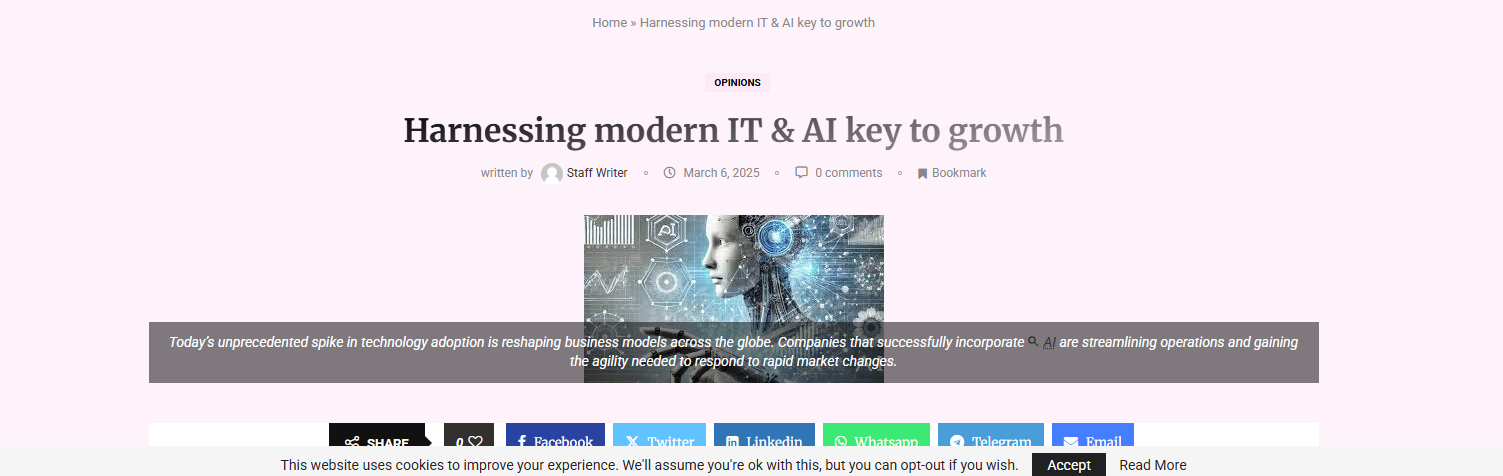 Home » Harnessing modern IT & AI key to growth
OPINIONS
Harnessing modern IT & AI key to growth
written by Staff Writer March 6, 2025 0 comments Bookmark
AI
Today's unprecedented spike in technology adoption is reshaping business models across the globe. Companies that successfully incorporate AI are streamlining operations and gaining
the agility needed to respond to rapid market changes.
SHARE 0 Facebook Twitter Linkedin Whatsapp Telegram Email
This website uses cookies to improve your experience. We'll assume you're ok with this, but you can opt-out if you wish. Accept Read More